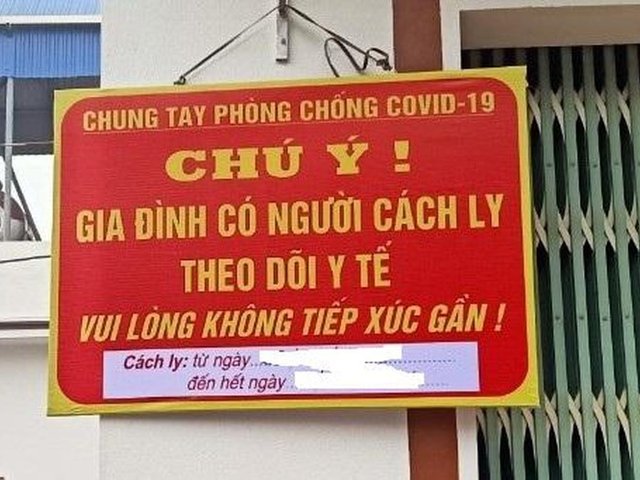 CHUNG TAY PHÒNG CHỐNG COVID-19
CHÚ Ý !
GIA ĐÌNH CÓ NGƯỜI CÁCH LY
THEO DÕI Y TẾ
VUI LÒNG KHÔNG TIẾP XÚC GẦN !
Cách ly: từ ngày
đến hết ngày